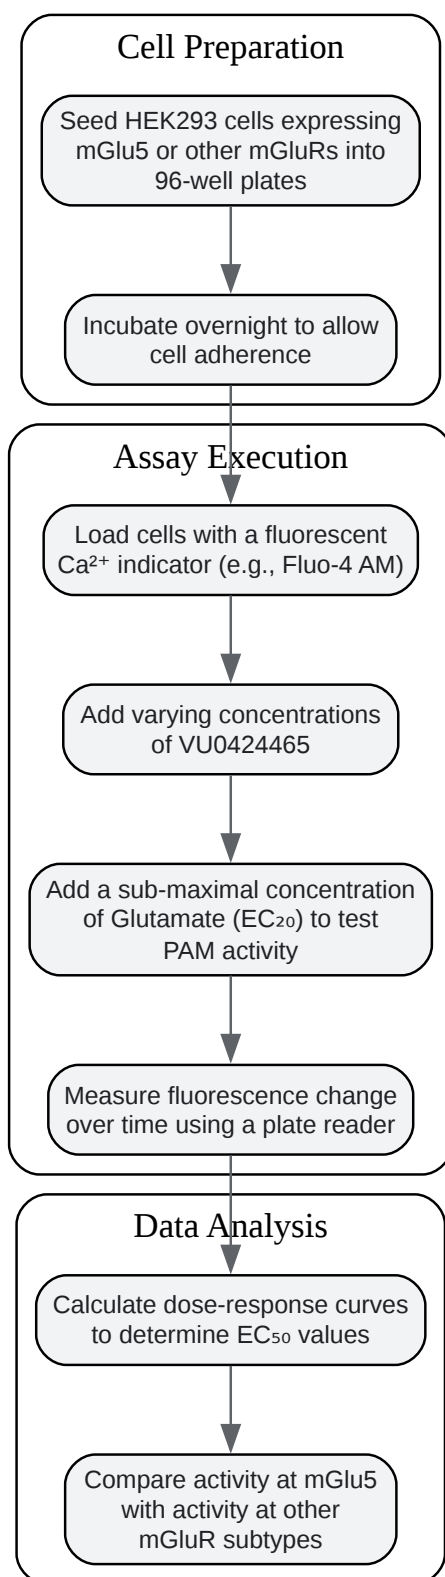 Cell Preparation
Seed HEK293 cells expressing
mGlu5 or other mGluRs into
96-well plates
Incubate overnight to allow
cell adherence
Assay Execution
Load cells with a fluorescent
Ca²⁺ indicator (e.g., Fluo-4 AM)
Add varying concentrations
of VU0424465
Add a sub-maximal concentration
of Glutamate (EC₂₀) to test
PAM activity
Measure fluorescence change
over time using a plate reader
Data Analysis
Calculate dose-response curves
to determine EC₅₀ values
Compare activity at mGlu5
with activity at other
mGluR subtypes